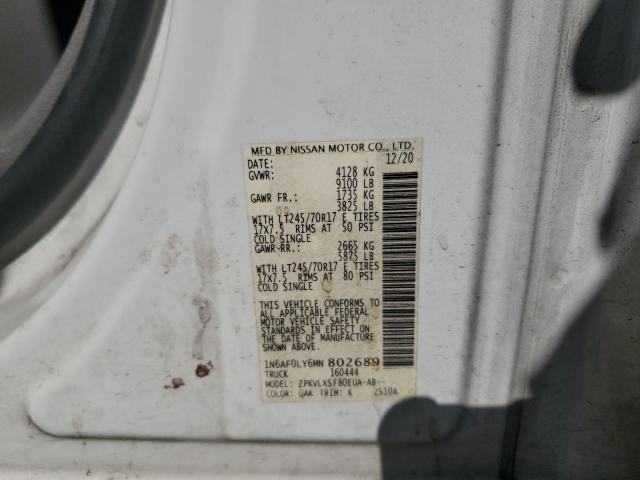 MFD BY NISSAN MOTOR CO., LTD.
DATE: 12/20
GVWR: 4128 KG
9100 LB
GAWR FR.: 1735 KG
3825 LB
WITH LT245/70R17 E TIRES
17X7.5 RIMS AT 50 PSI
COLD SINGLE
GAWR-RR.: 2665 KG
5875 LB
WITH LT245/70R17 E TIRES
17X7.5 RIMS AT 80 PSI
COLD SINGLE
THIS VEHICLE CONFORMS TO
ALL APPLICABLE FEDERAL
MOTOR VEHICLE SAFETY
STANDARDS IN EFFECT ON
THE DATE OF MANUFACTURE
SHOWN ABOVE.
1N6AF0LY6MN 802689
TRUCK 160444
MODEL: ZPKVLXSF80EUA-AB--
COLOR: QAK TRIM: K 2510A